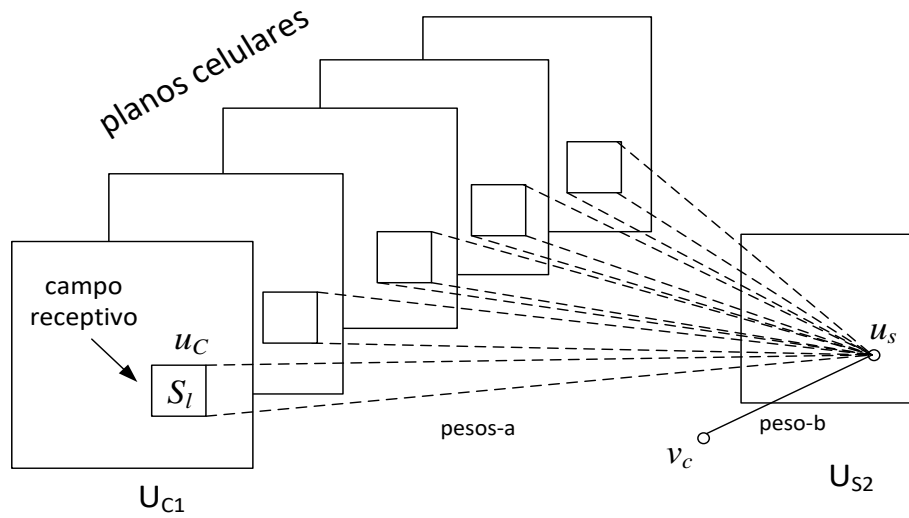 planos celulares
campo
receptivo
u_C
S_l
u_s
pesos-a
peso-b
v_c
U_C1
U_S2